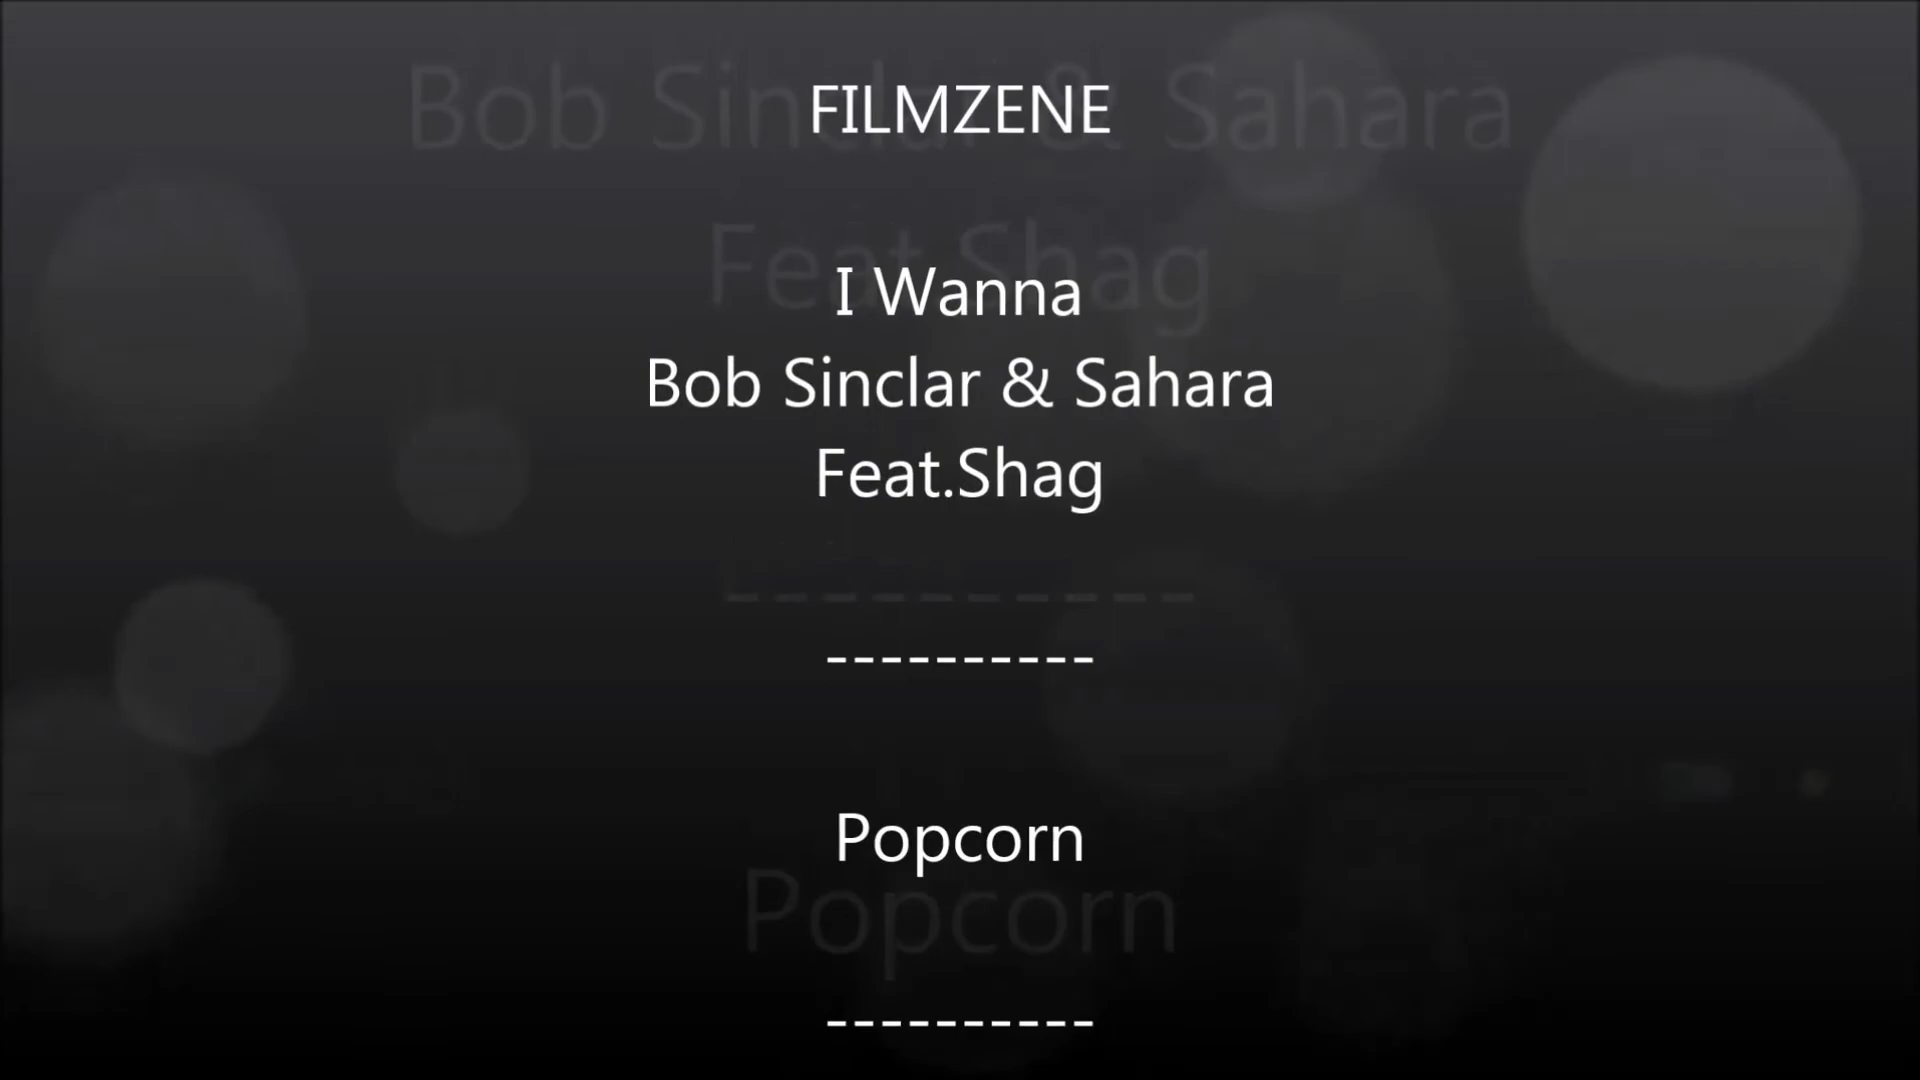 FILMZENE
I Wanna
Bob Sinclar & Sahara
Feat.Shag
----------
Popcorn
----------